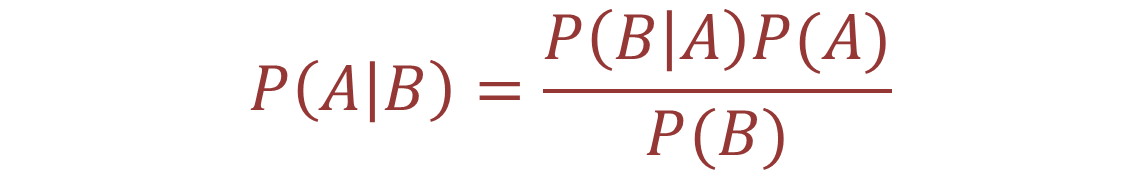 P(A|B) = P(B|A)P(A) / P(B)